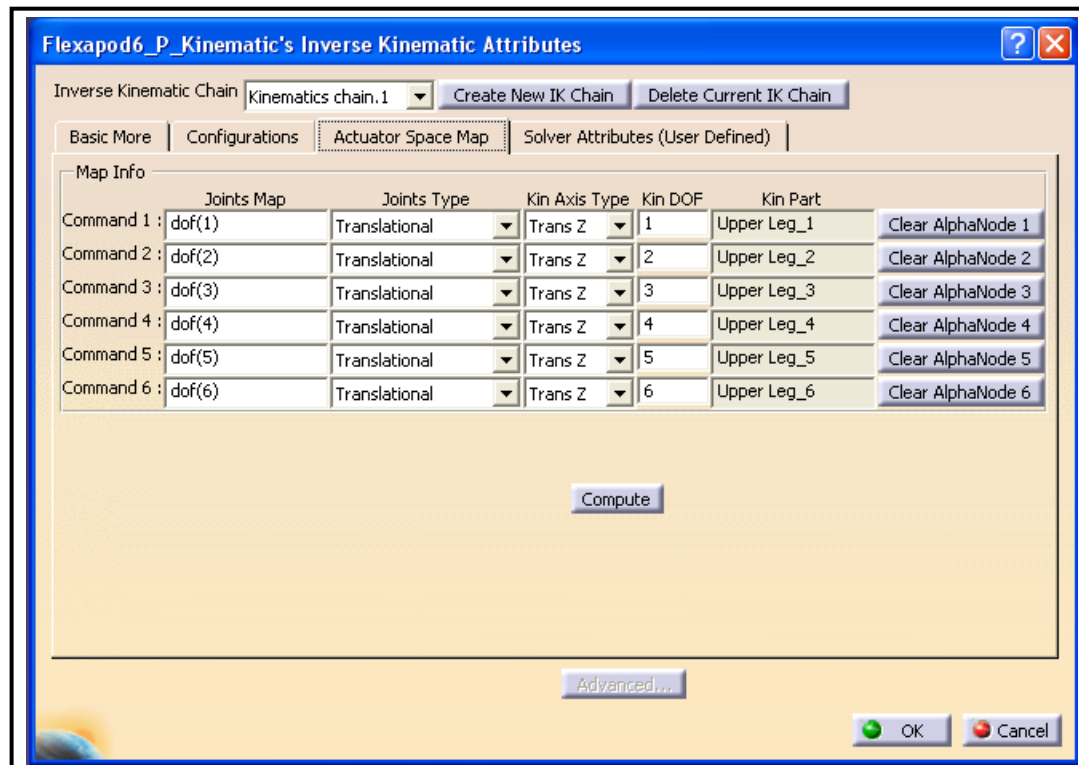 Flexapod6_P_Kinematic's Inverse Kinematic Attributes
Inverse Kinematic Chain Kinematics chain.1 Create New IK Chain Delete Current IK Chain
Basic More Configurations Actuator Space Map Solver Attributes (User Defined)
Map Info
Joints Map Joints Type Kin Axis Type Kin DOF Kin Part
Command 1 : dof(1) Translational Trans Z 1 Upper Leg_1 Clear AlphaNode 1
Command 2 : dof(2) Translational Trans Z 2 Upper Leg_2 Clear AlphaNode 2
Command 3 : dof(3) Translational Trans Z 3 Upper Leg_3 Clear AlphaNode 3
Command 4 : dof(4) Translational Trans Z 4 Upper Leg_4 Clear AlphaNode 4
Command 5 : dof(5) Translational Trans Z 5 Upper Leg_5 Clear AlphaNode 5
Command 6 : dof(6) Translational Trans Z 6 Upper Leg_6 Clear AlphaNode 6
Compute
Advanced...
OK Cancel